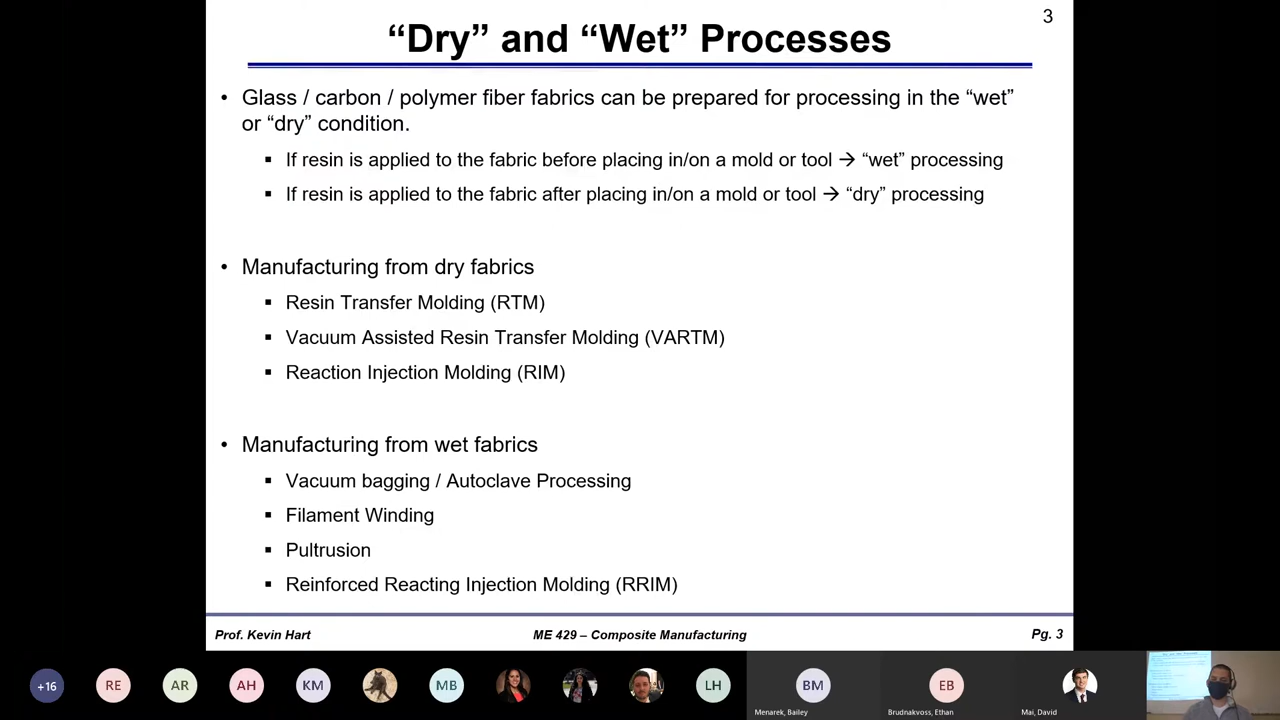 3
“Dry” and “Wet” Processes
• Glass / carbon / polymer fiber fabrics can be prepared for processing in the “wet”
or “dry” condition.
▪ If resin is applied to the fabric before placing in/on a mold or tool → “wet” processing
▪ If resin is applied to the fabric after placing in/on a mold or tool → “dry” processing
• Manufacturing from dry fabrics
▪ Resin Transfer Molding (RTM)
▪ Vacuum Assisted Resin Transfer Molding (VARTM)
▪ Reaction Injection Molding (RIM)
• Manufacturing from wet fabrics
▪ Vacuum bagging / Autoclave Processing
▪ Filament Winding
▪ Pultrusion
▪ Reinforced Reacting Injection Molding (RRIM)
Prof. Kevin Hart ME 429 – Composite Manufacturing Pg. 3
+16 RE AR AH KM MB LH BM EB
Menarek, Bailey Brudnakvoss, Ethan Mai, David